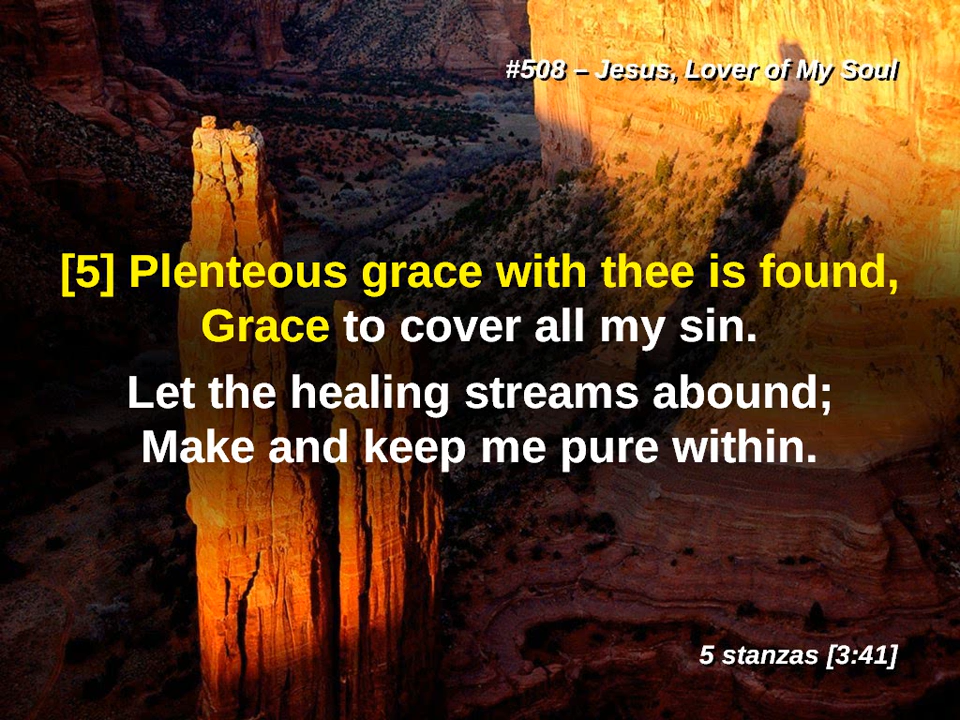 #508 – Jesus, Lover of My Soul
[5] Plenteous grace with thee is found,
Grace to cover all my sin.
Let the healing streams abound;
Make and keep me pure within.
5 stanzas [3:41]